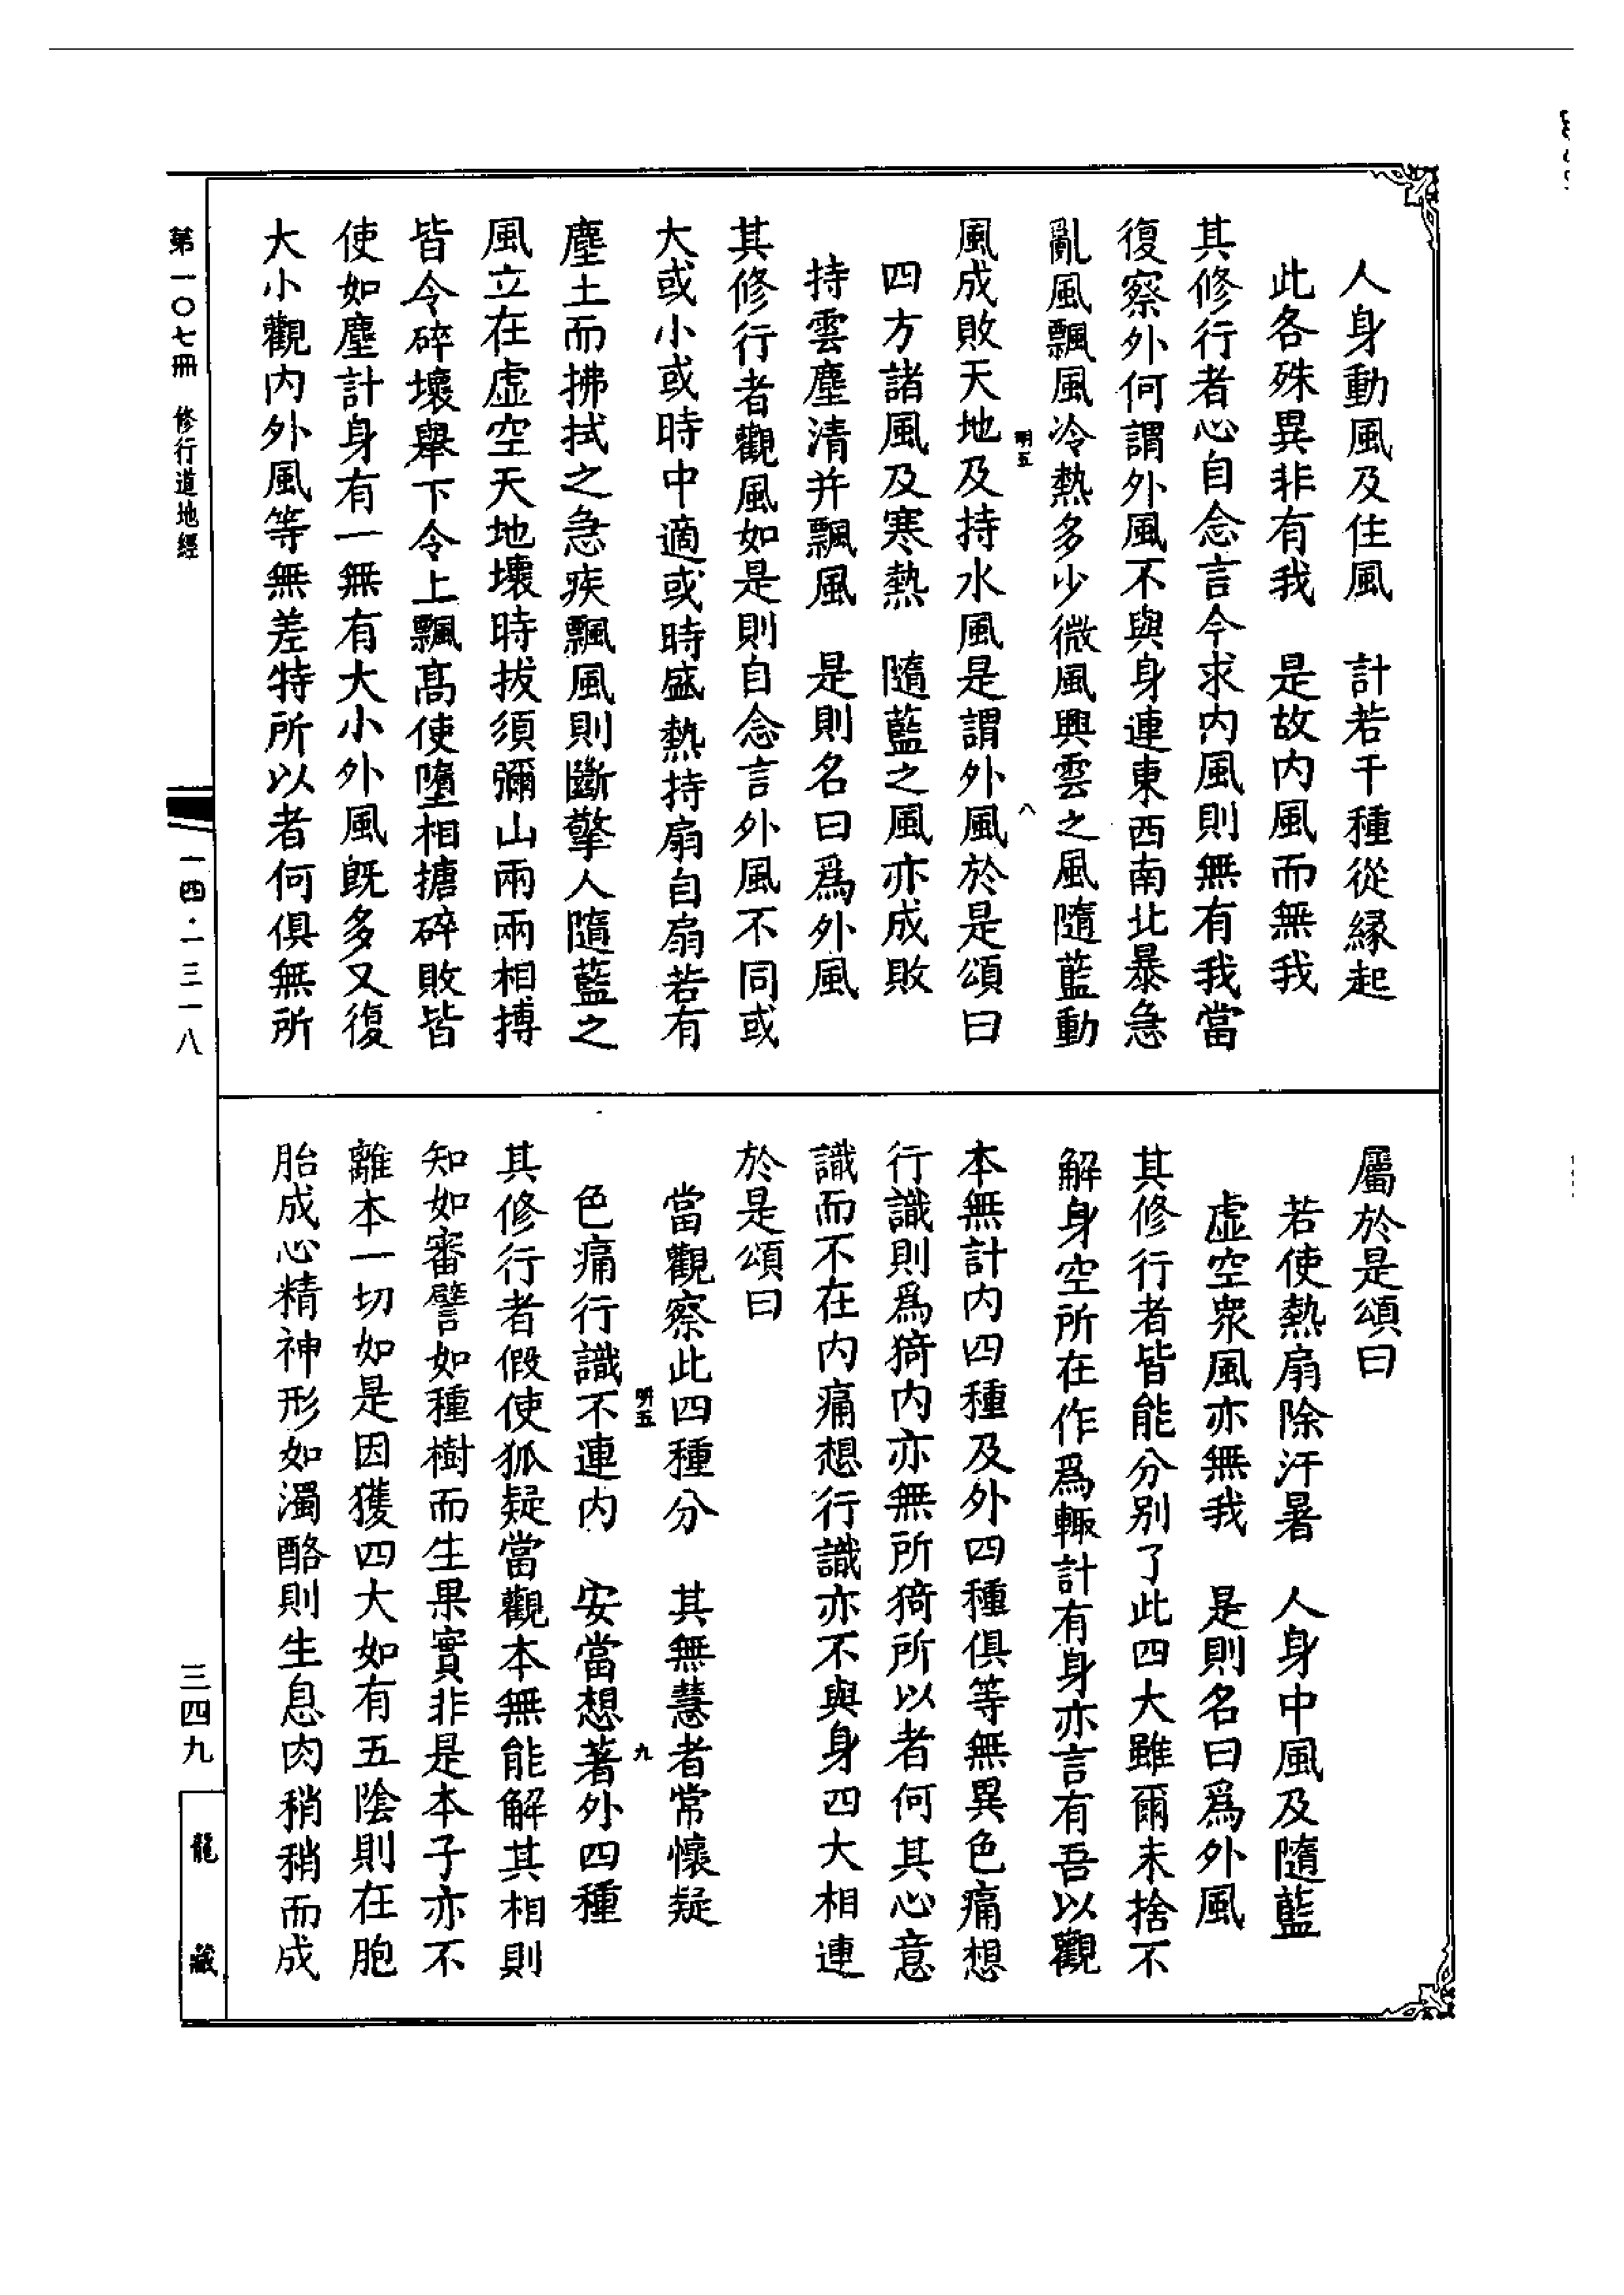 人身動風及住風　計若干種從緣起
此各殊異非有我　是故内風而無我
其修行者心自念言今求内風則無有我當
復察外何謂外風不與身連東西南北暴急
亂風飄風冷熱多少微風興雲之風隨藍動
風成敗天地及持水風是謂外風於是頌曰
四方諸風及寒熱　隨藍之風亦成敗
持雲塵清并飄風　是則名曰爲外風
其修行者觀風如是則自念言外風不同或
大或小或時中適或時盛熱持扇自扇若有
塵土而拂拭之急疾飄風則斷擎人隨藍之
風立在虛空天地壞時拔須彌山兩兩相搏
皆令碎壞舉下令上飄高使墮相搪碎敗皆
使如塵計身有一無有大小外風既多又復
大小觀内外風等無差特所以者何俱無所
屬於是頌曰
若使熱扇除汗暑　人身中風及隨藍
虛空衆風亦無我　是則名曰爲外風
其修行者皆能分别了此四大雖爾未捨不
解身空所在作爲輙計有身亦言有吾以觀
本無計内四種及外四種俱等無異色痛想
行識則爲猗内亦無所猗所以者何其心意
識而不在内痛想行識亦不與身四大相連
於是頌曰
當觀察此四種分　其無慧者常懷疑
色痛行識不連内　安當想著外四種
其修行者假使狐疑當觀本無能解其相則
知如審譬如種樹而生果實非是本子亦不
離本一切如是因獲四大如有五陰則在胞
胎成心精神形如濁酪則生息肉稍稍而成
明五
八
明五
九
第一〇七冊　修行道地經
一四·一三一八
三四九
龍藏